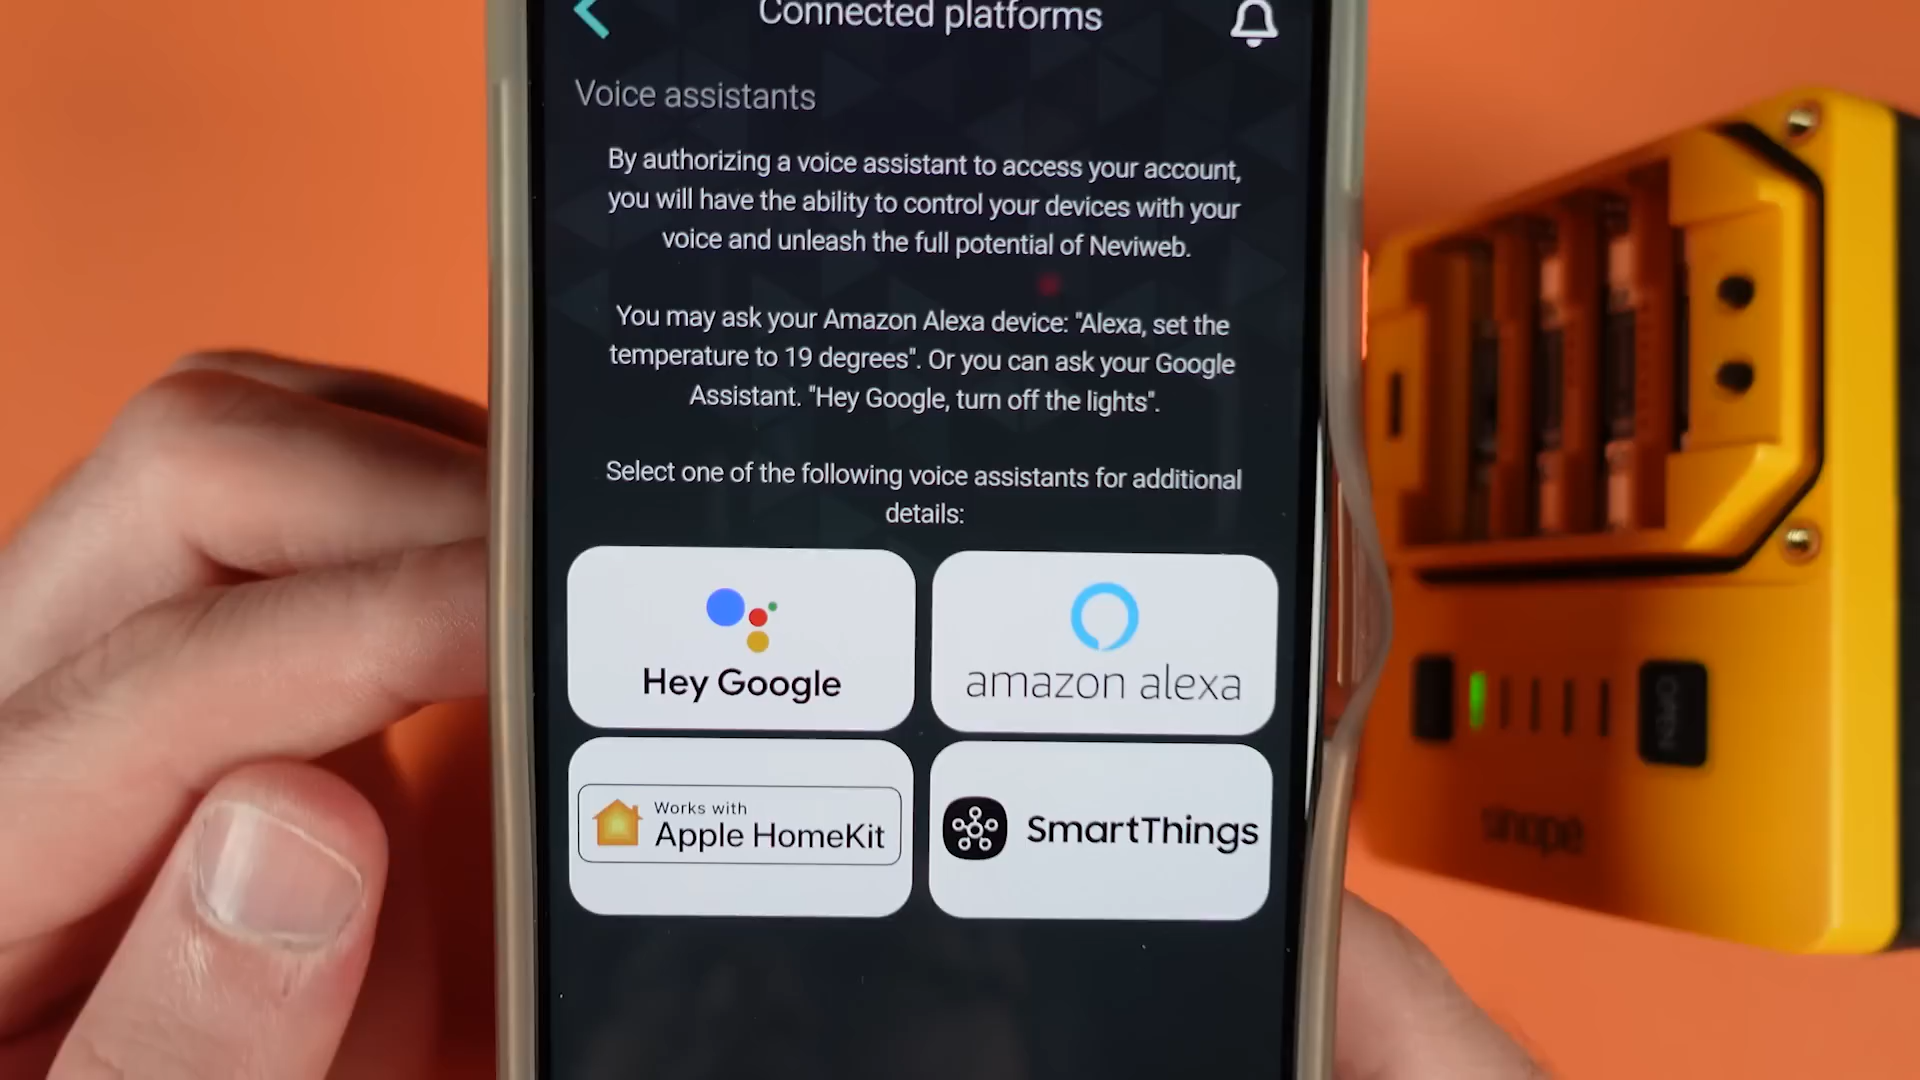 Connected platforms
Voice assistants
By authorizing a voice assistant to access your account,
you will have the ability to control your devices with your
voice and unleash the full potential of Neviweb.
You may ask your Amazon Alexa device: "Alexa, set the
temperature to 19 degrees". Or you can ask your Google
Assistant. "Hey Google, turn off the lights".
Select one of the following voice assistants for additional
details:
Hey Google
amazon alexa
Works with
Apple HomeKit
SmartThings
OPEN
sinopé